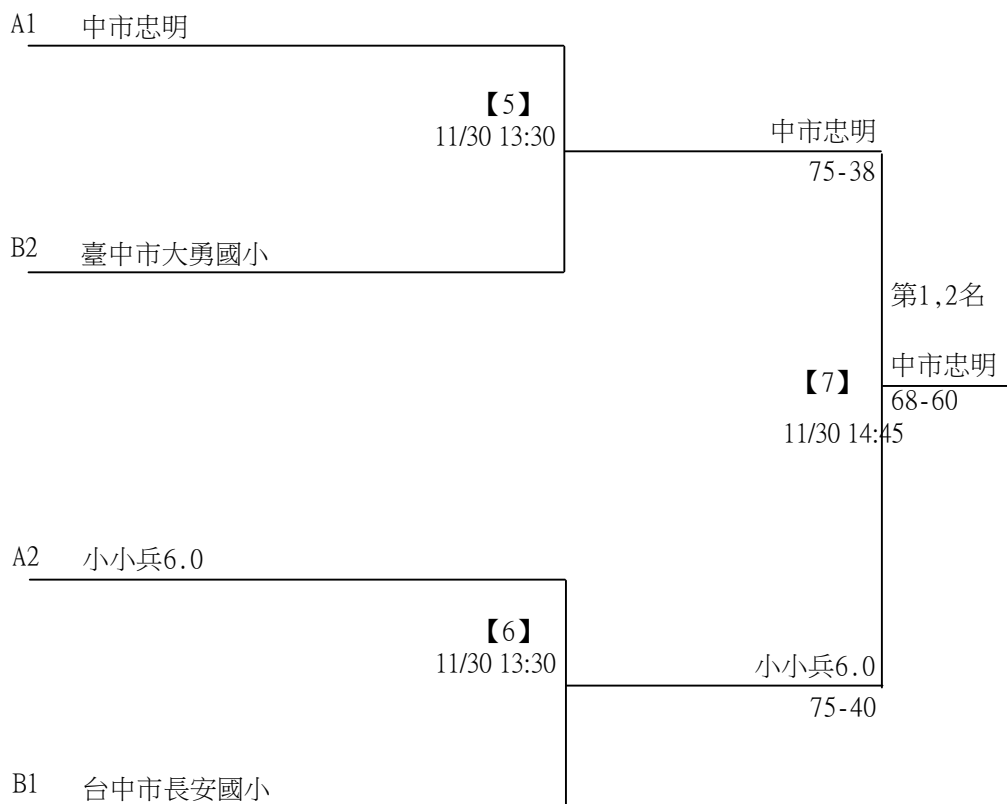 A1 中市忠明
【5】
11/30 13:30
中市忠明
75-38
B2 臺中市大勇國小
第1,2名
中市忠明
【7】
68-60
11/30 14:45
A2 小小兵6.0
【6】
11/30 13:30
小小兵6.0
75-40
B1 台中市長安國小